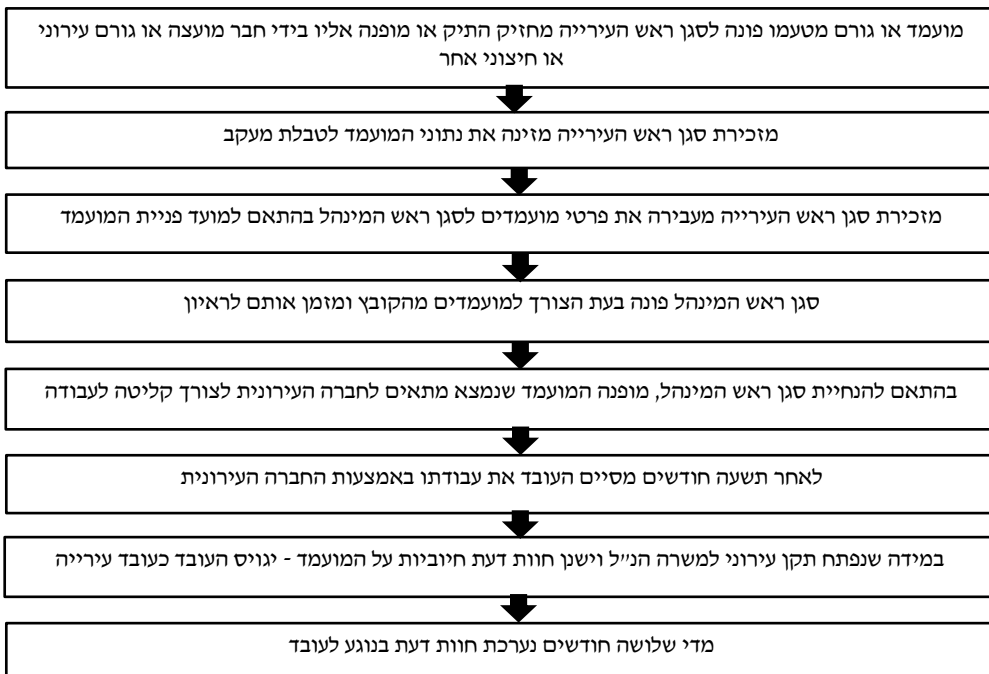 מועמד או גורם מטעמו פונה לסגן ראש העירייה מחזיק התיק או מופנה אליו בידי חבר מועצה או גורם עירוני
או חיצוני אחר
מזכירת סגן ראש העירייה מזינה את נתוני המועמד לטבלת מעקב
מזכירת סגן ראש העירייה מעבירה את פרטי מועמדים לסגן ראש המינהל בהתאם למועד פניית המועמד
סגן ראש המינהל פונה בעת הצורך למועמדים מהקובץ ומזמן אותם לראיון
בהתאם להנחיית סגן ראש המינהל, מופנה המועמד שנמצא מתאים לחברה העירונית לצורך קליטה לעבודה
לאחר תשעה חודשים מסיים העובד את עבודתו באמצעות החברה העירונית
במידה שנפתח תקן עירוני למשרה הנ״ל וישנן חוות דעת חיוביות על המועמד - יגויס העובד כעובד עירייה
מדי שלושה חודשים נערכת חוות דעת בנוגע לעובד